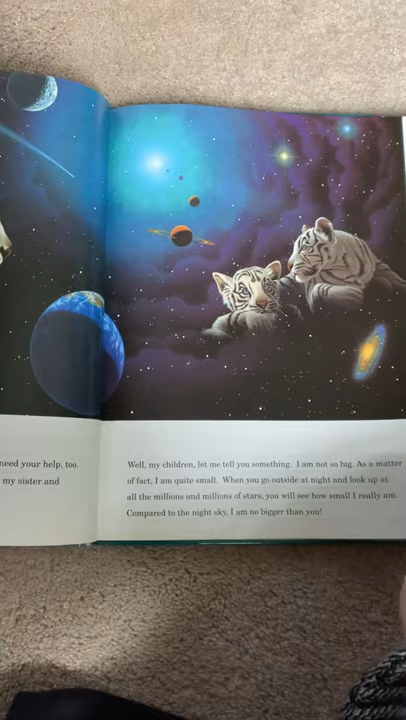 need your help, too.
my sister and
Well, my children, let me tell you something. I am not so big. As a matter
of fact, I am quite small. When you go outside at night and look up at
all the millions and millions of stars, you will see how small I really am.
Compared to the night sky, I am no bigger than you!